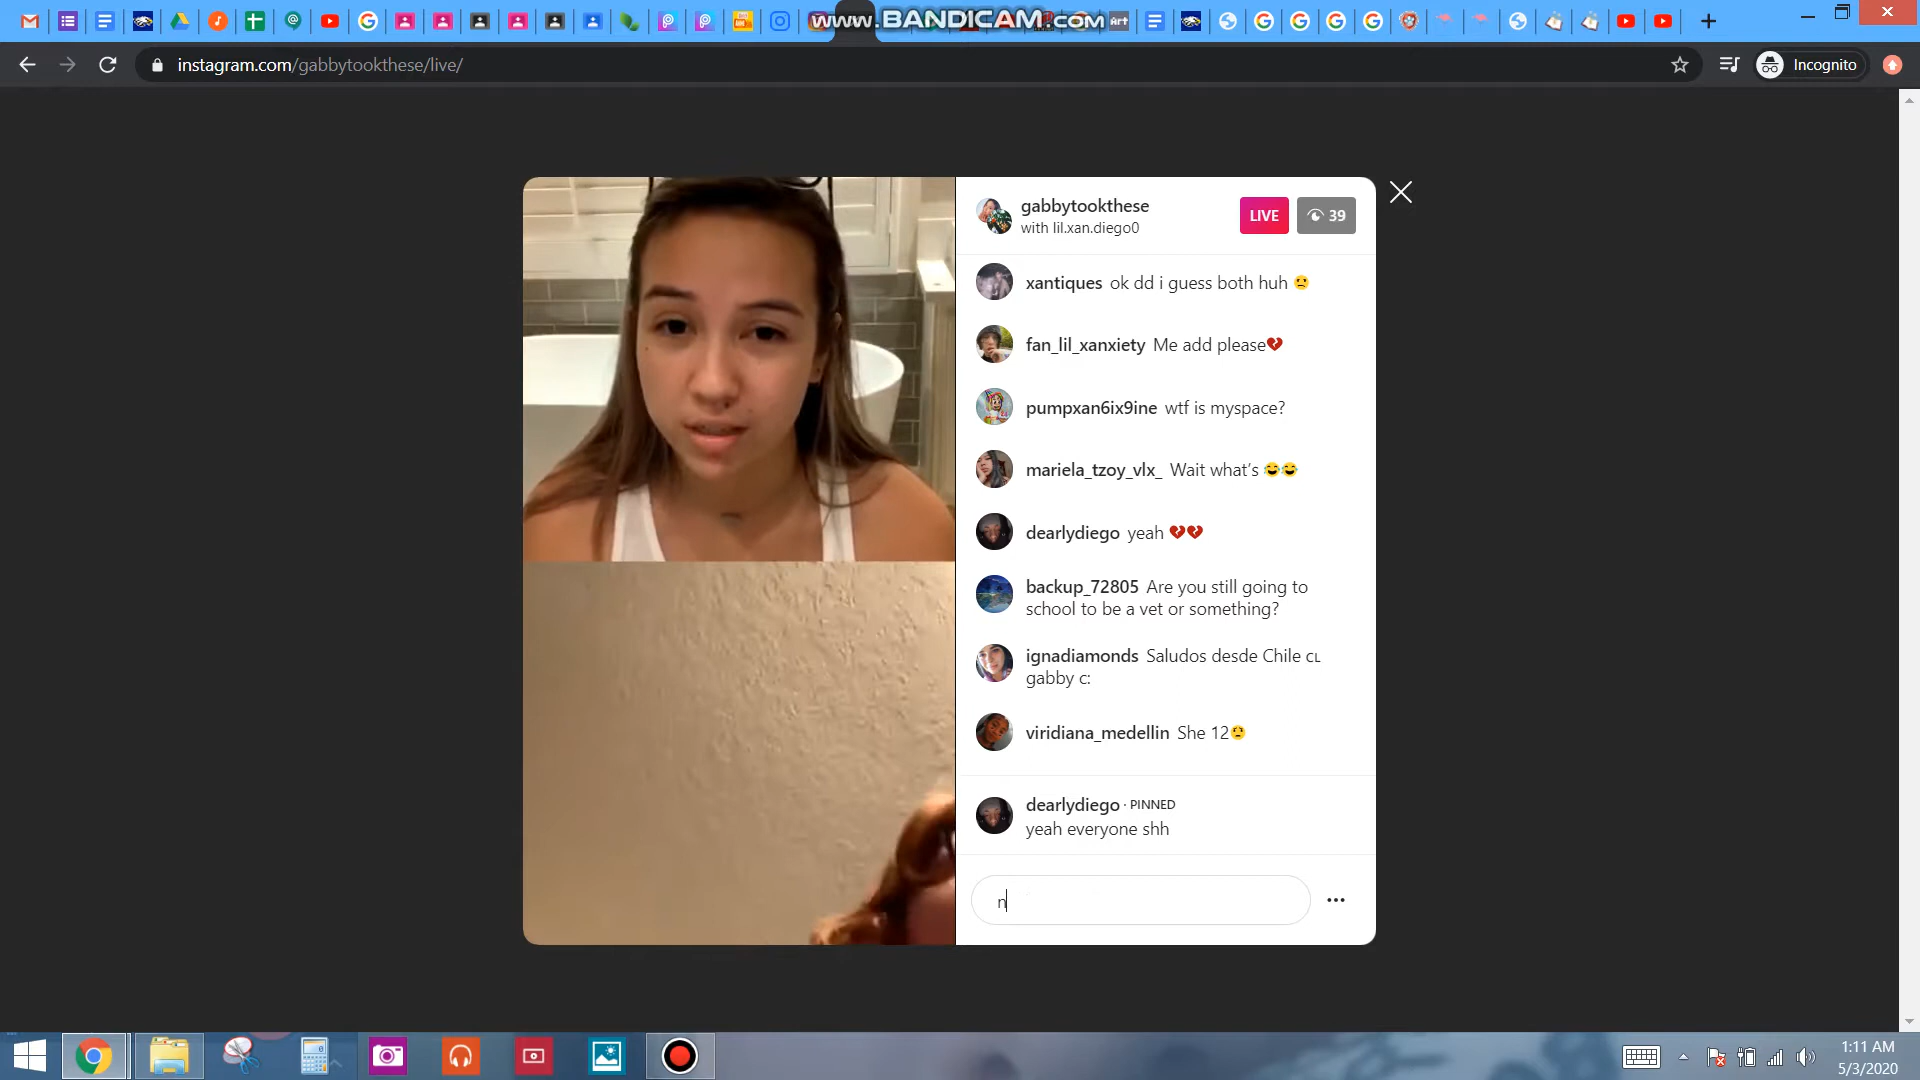 www.BANDICAM.com
Art
instagram.com/gabbytookthese/live/
Incognito
gabbytookthese
with lil.xan.diego0
LIVE
39
xantiques ok dd i guess both huh 😕
fan_lil_xanxiety Me add please💔
pumpxan6ix9ine wtf is myspace?
mariela_tzoy_vlx_ Wait what's 😂😂
dearlydiego yeah 💔💔
backup_72805 Are you still going to
school to be a vet or something?
ignadiamonds Saludos desde Chile CL
gabby c:
viridiana_medellin She 12
dearlydiego · PINNED
yeah everyone shh
n
1:11 AM
5/3/2020